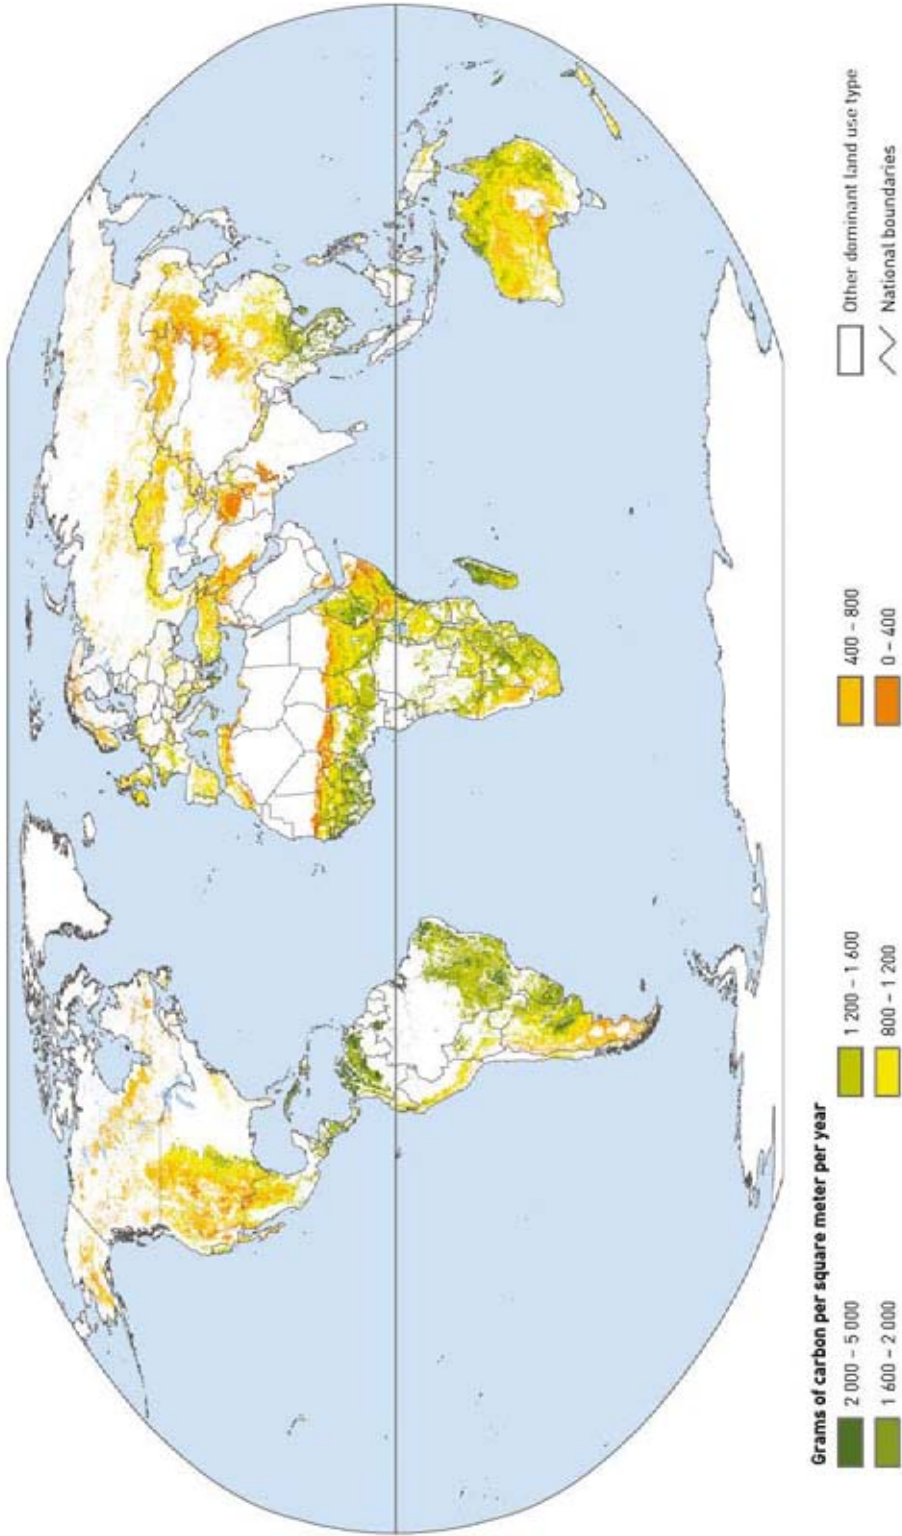 Grams of carbon per square meter per year
2 000 – 5 000
1 600 – 2 000
1 200 – 1 600
800 – 1 200
400 – 800
0 – 400
Other dominant land use type
National boundaries